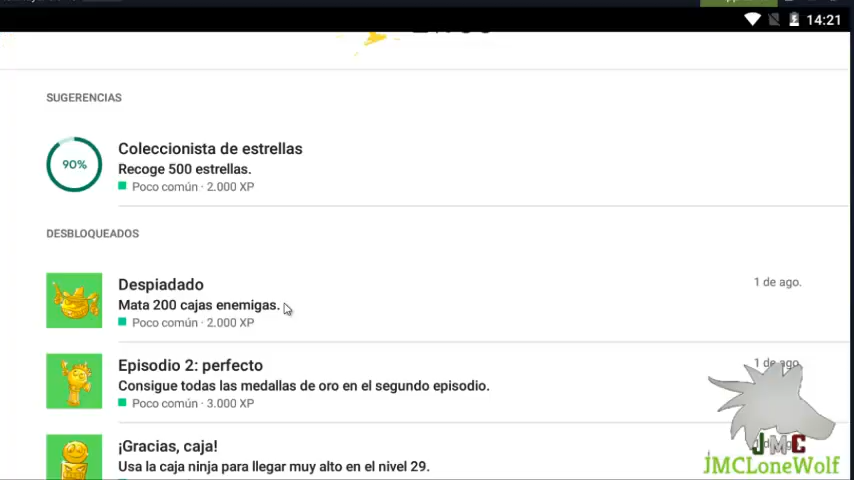 14:21
SUGERENCIAS
90%
Coleccionista de estrellas
Recoge 500 estrellas.
Poco común · 2.000 XP
DESBLOQUEADOS
Despiadado
1 de ago.
Mata 200 cajas enemigas.
Poco común · 2.000 XP
Episodio 2: perfecto
1 de ago.
Consigue todas las medallas de oro en el segundo episodio.
Poco común · 3.000 XP
¡Gracias, caja!
Usa la caja ninja para llegar muy alto en el nivel 29.
JMC
JMCLoneWolf